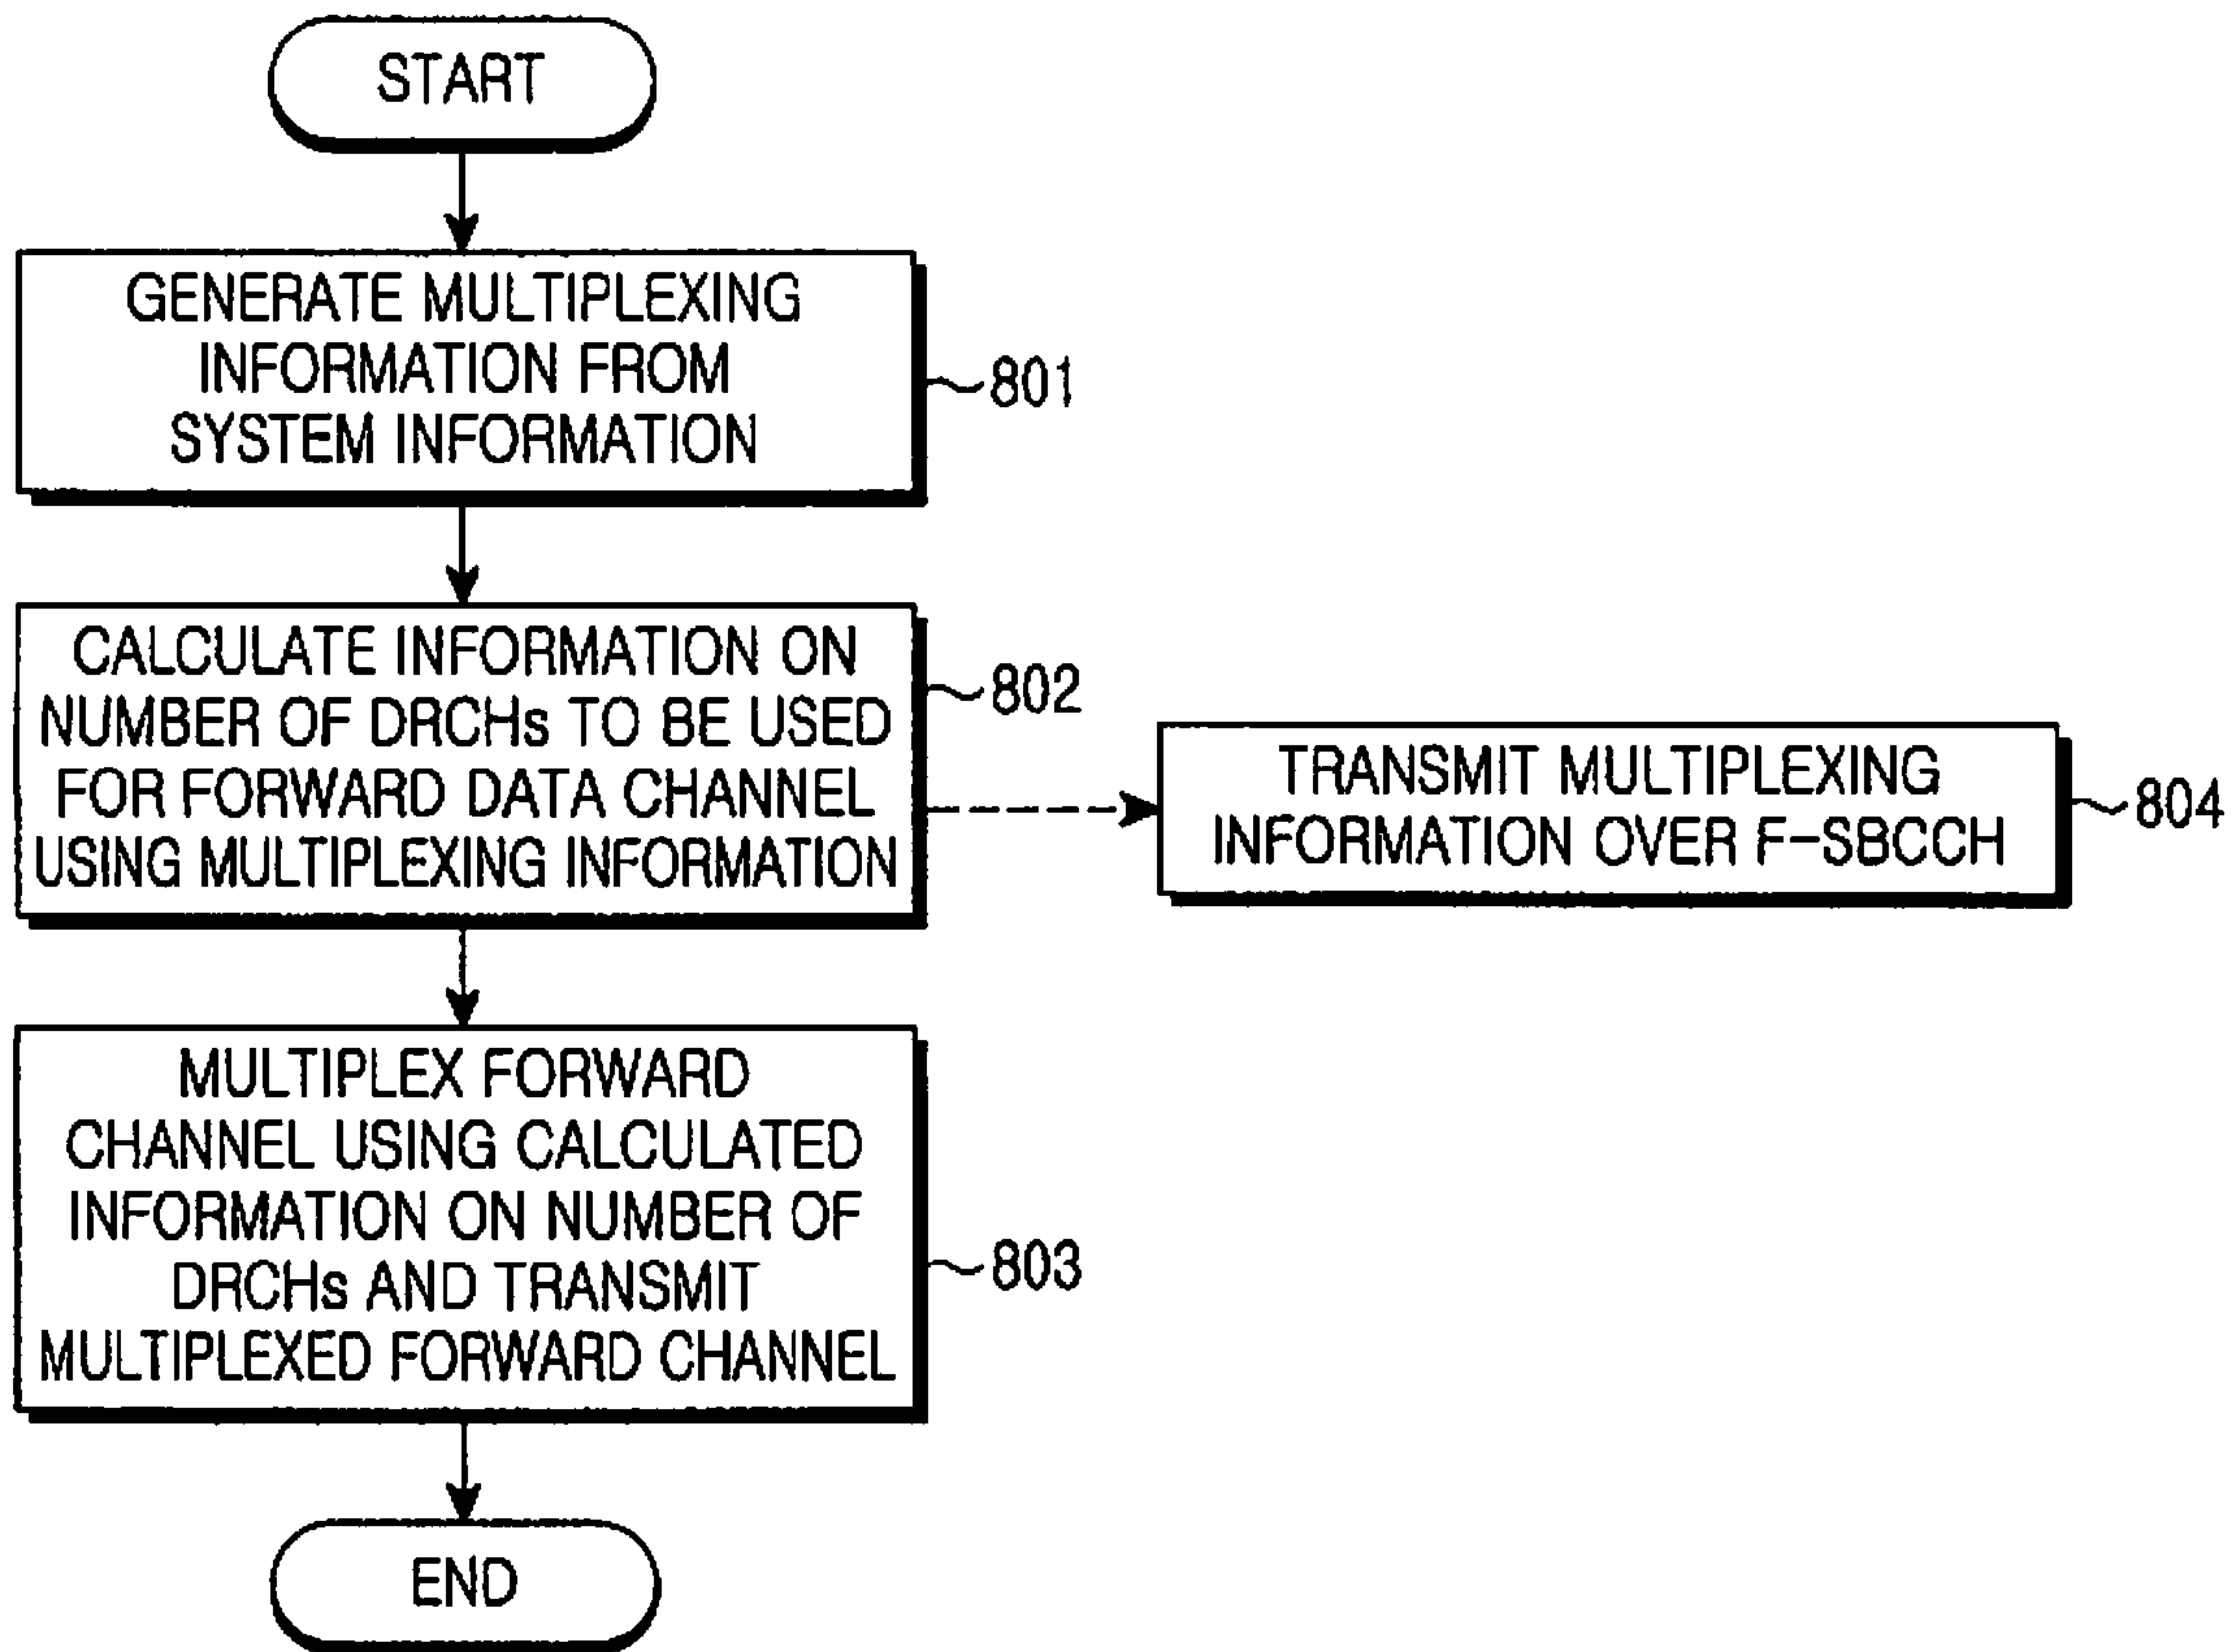 START
GENERATE MULTIPLEXING
INFORMATION FROM
SYSTEM INFORMATION
801
CALCULATE INFORMATION ON
NUMBER OF DRCHs TO BE USED
FOR FORWARD DATA CHANNEL
USING MULTIPLEXING INFORMATION
802
TRANSMIT MULTIPLEXING
INFORMATION OVER F-SBCCH
804
MULTIPLEX FORWARD
CHANNEL USING CALCULATED
INFORMATION ON NUMBER OF
DRCHs AND TRANSMIT
MULTIPLEXED FORWARD CHANNEL
803
END